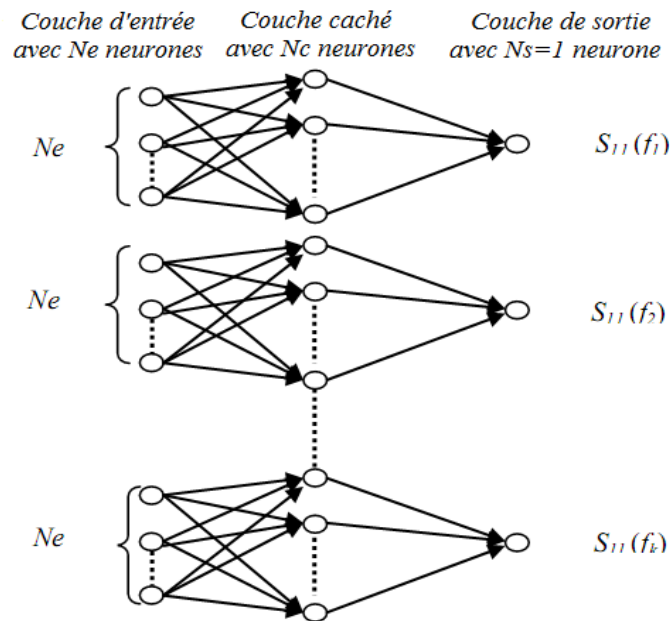 Couche d'entrée
avec Ne neurones
Couche caché
avec Nc neurones
Couche de sortie
avec Ns=1 neurone
Ne
S₁₁(f₁)
Ne
S₁₁(f₂)
Ne
S₁₁(fₖ)